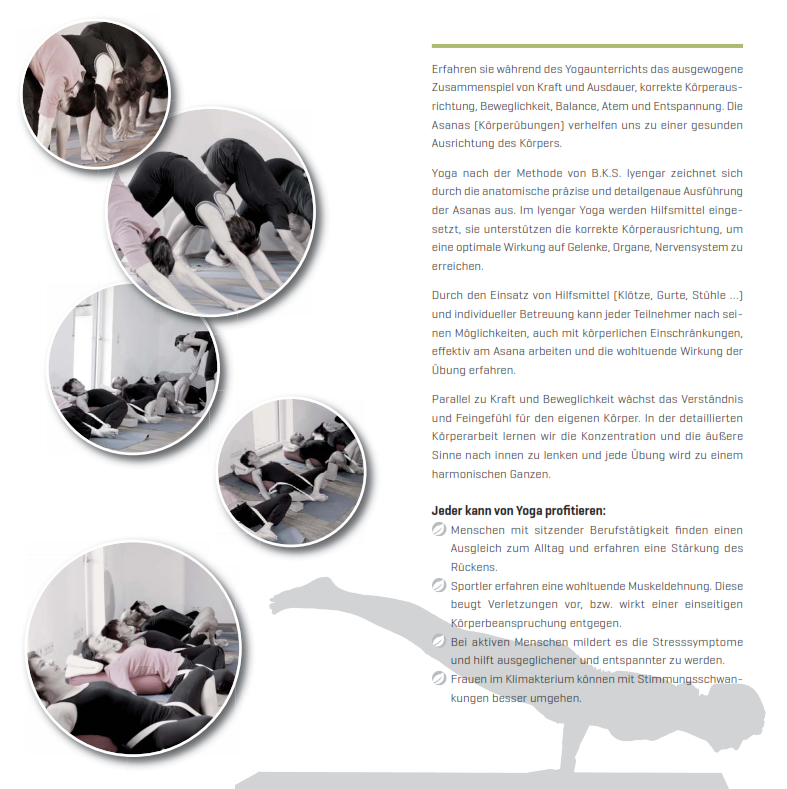 Erfahren sie während des Yogaunterrichts das ausgewogene
Zusammenspiel von Kraft und Ausdauer, korrekte Körperaus-
richtung, Beweglichkeit, Balance, Atem und Entspannung. Die
Asanas (Körperübungen) verhelfen uns zu einer gesunden
Ausrichtung des Körpers.
Yoga nach der Methode von B.K.S. Iyengar zeichnet sich
durch die anatomische präzise und detailgenaue Ausführung
der Asanas aus. Im Iyengar Yoga werden Hilfsmittel einge-
setzt, sie unterstützen die korrekte Körperausrichtung, um
eine optimale Wirkung auf Gelenke, Organe, Nervensystem zu
erreichen.
Durch den Einsatz von Hilfsmittel (Klötze, Gurte, Stühle ...)
und individueller Betreuung kann jeder Teilnehmer nach sei-
nen Möglichkeiten, auch mit körperlichen Einschränkungen,
effektiv am Asana arbeiten und die wohltuende Wirkung der
Übung erfahren.
Parallel zu Kraft und Beweglichkeit wächst das Verständnis
und Feingefühl für den eigenen Körper. In der detaillierten
Körperarbeit lernen wir die Konzentration und die äußere
Sinne nach innen zu lenken und jede Übung wird zu einem
harmonischen Ganzen.
Jeder kann von Yoga profitieren:
Menschen mit sitzender Berufstätigkeit finden einen
Ausgleich zum Alltag und erfahren eine Stärkung des
Rückens.
Sportler erfahren eine wohltuende Muskeldehnung. Diese
beugt Verletzungen vor, bzw. wirkt einer einseitigen
Körperbeanspruchung entgegen.
Bei aktiven Menschen mildert es die Stresssymptome
und hilft ausgeglichener und entspannter zu werden.
Frauen im Klimakterium können mit Stimmungsschwan-
kungen besser umgehen.